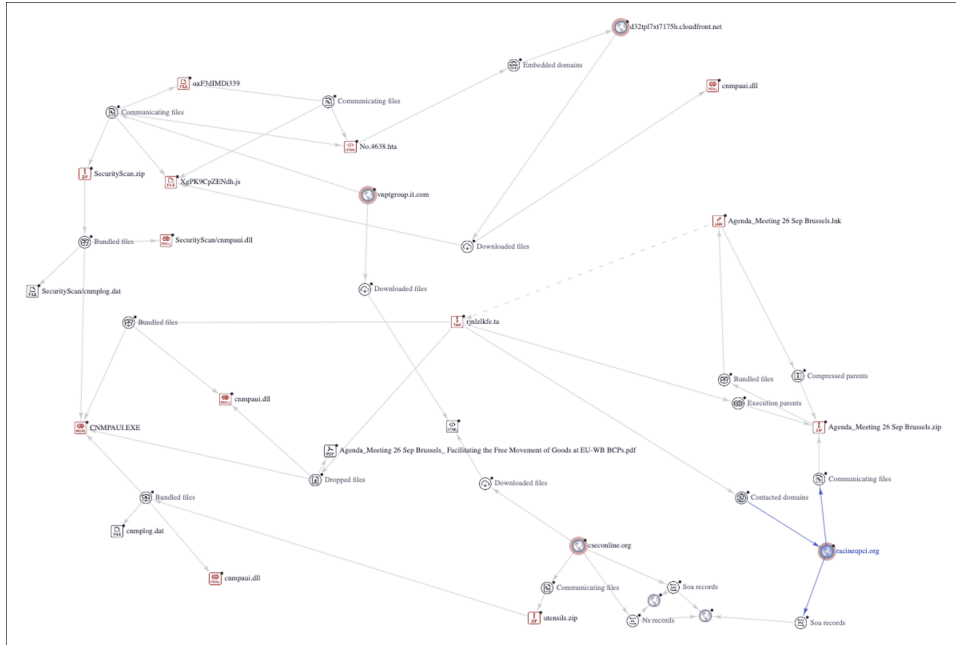 d32tpl7xt7175h.cloudfront.net
Embedded domains
oaF3dIMDi339
cnmpaui.dll
Communicating files
Communicating files
No.4638.hta
SecurityScan.zip
XgPK9CpZENdh.js
vnptgroup.it.com
Agenda_Meeting 26 Sep Brussels.lnk
Bundled files
SecurityScan/cnmpaui.dll
Downloaded files
SecurityScan/cnmplog.dat
Downloaded files
Bundled files
rjnlzlkfe.ta
Bundled files
Compressed parents
cnmpaui.dll
Execution parents
CNMPAUI.EXE
Agenda_Meeting 26 Sep Brussels.zip
Agenda_Meeting 26 Sep Brussels_ Facilitating the Free Movement of Goods at EU-WB BCPs.pdf
Dropped files
Downloaded files
Communicating files
Bundled files
Contacted domains
cnmplog.dat
cseconline.org
racineupci.org
cnmpaui.dll
Communicating files
Soa records
utensils.zip
Ns records
Soa records